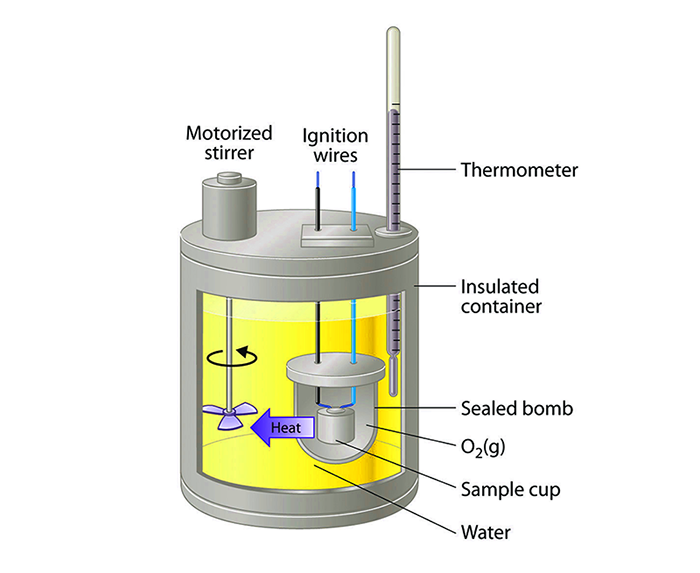 Motorized
stirrer
Ignition
wires
Thermometer
Insulated
container
Sealed bomb
Heat
O₂(g)
Sample cup
Water